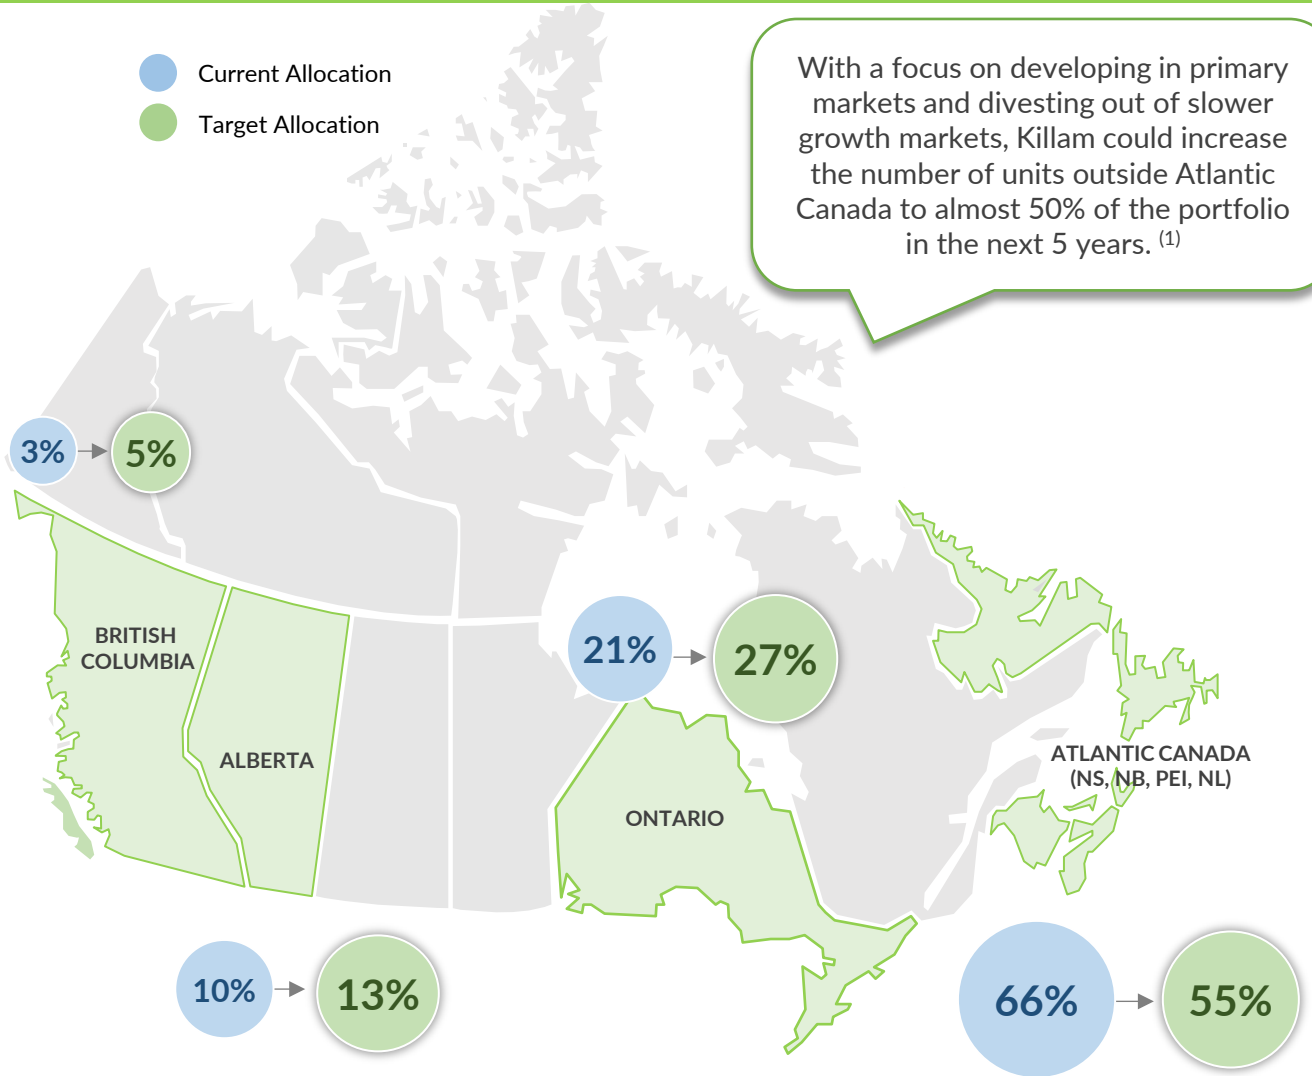 Current Allocation
Target Allocation
With a focus on developing in primary
markets and divesting out of slower
growth markets, Killam could increase
the number of units outside Atlantic
Canada to almost 50% of the portfolio
in the next 5 years. (1)
3%
5%
BRITISH
COLUMBIA
ALBERTA
21%
27%
ONTARIO
ATLANTIC CANADA
(NS, NB, PEI, NL)
10%
13%
66%
55%